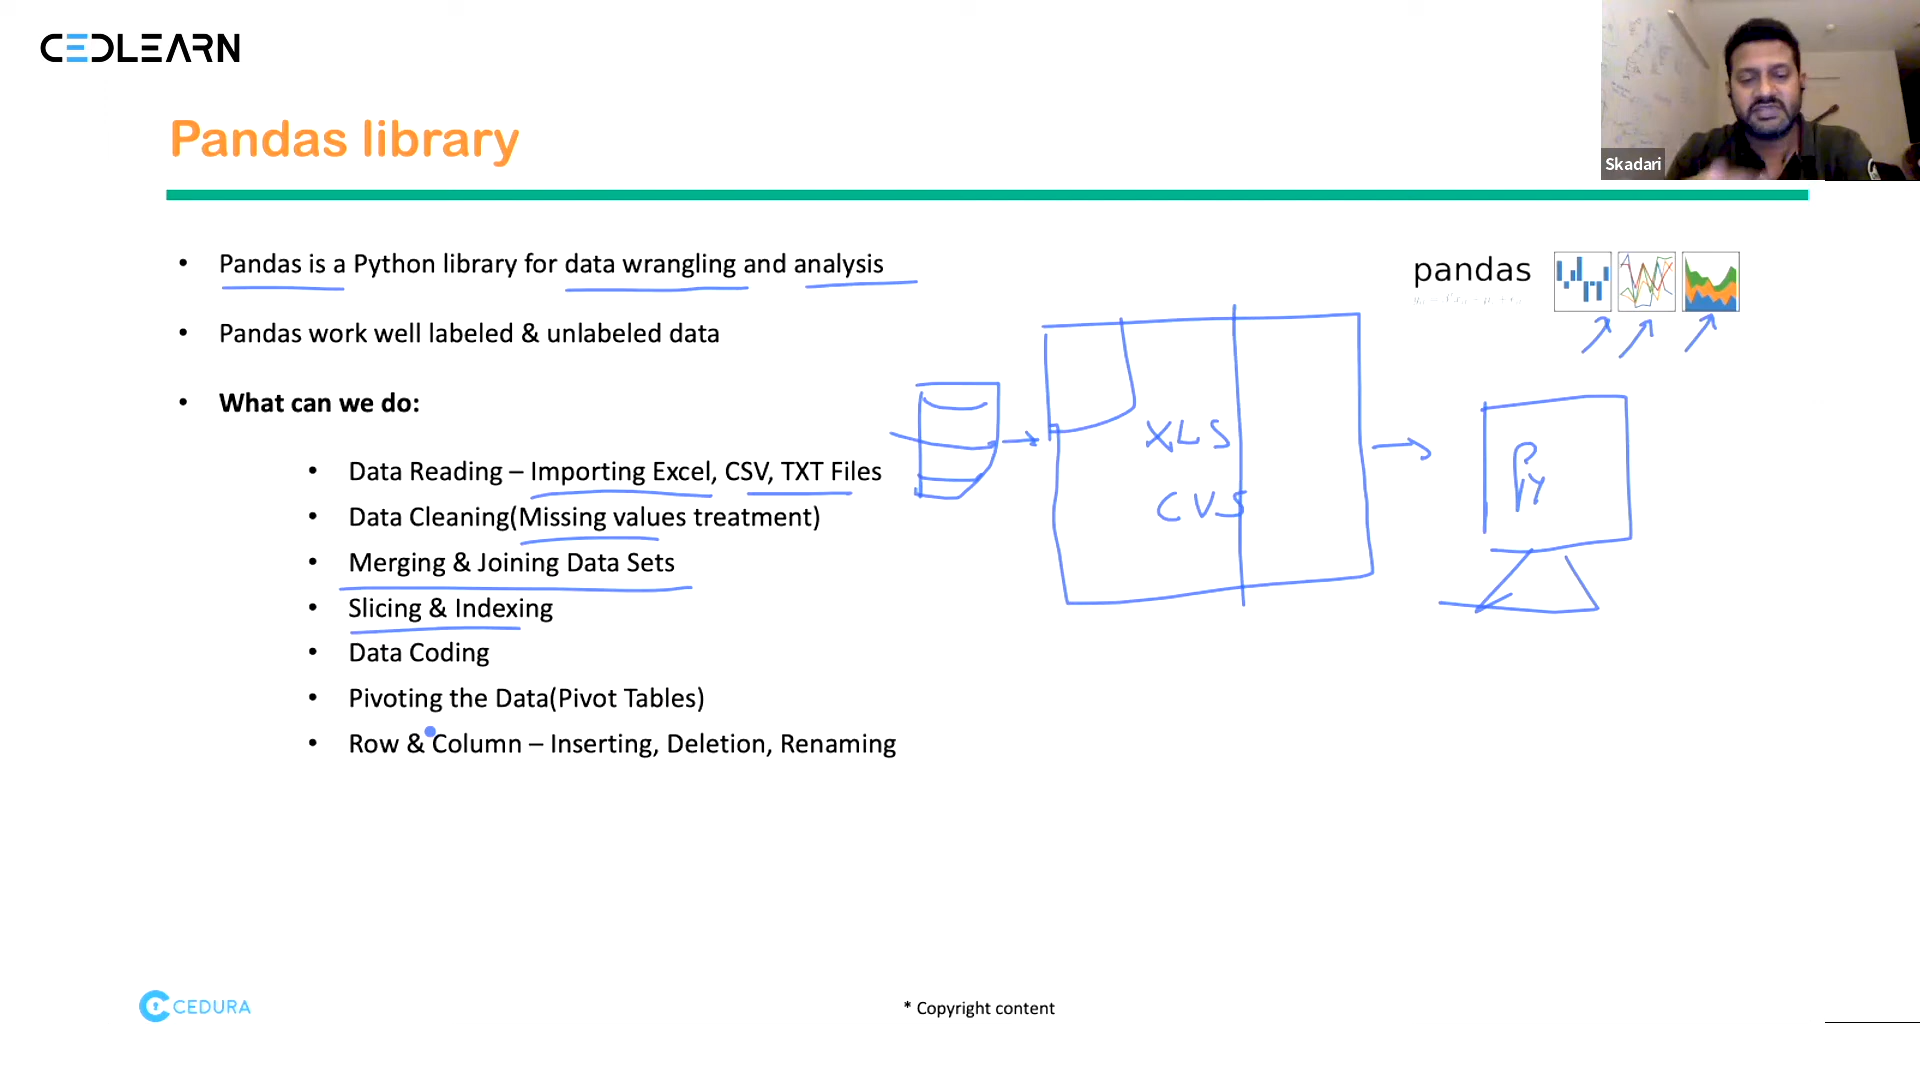 CEDLEARN
Skadari
Pandas library
• Pandas is a Python library for data wrangling and analysis
pandas
• Pandas work well labeled & unlabeled data
• What can we do:
XLS
Py
• Data Reading – Importing Excel, CSV, TXT Files
CVS
• Data Cleaning(Missing values treatment)
• Merging & Joining Data Sets
• Slicing & Indexing
• Data Coding
• Pivoting the Data(Pivot Tables)
• Row & Column – Inserting, Deletion, Renaming
CEDURA
* Copyright content